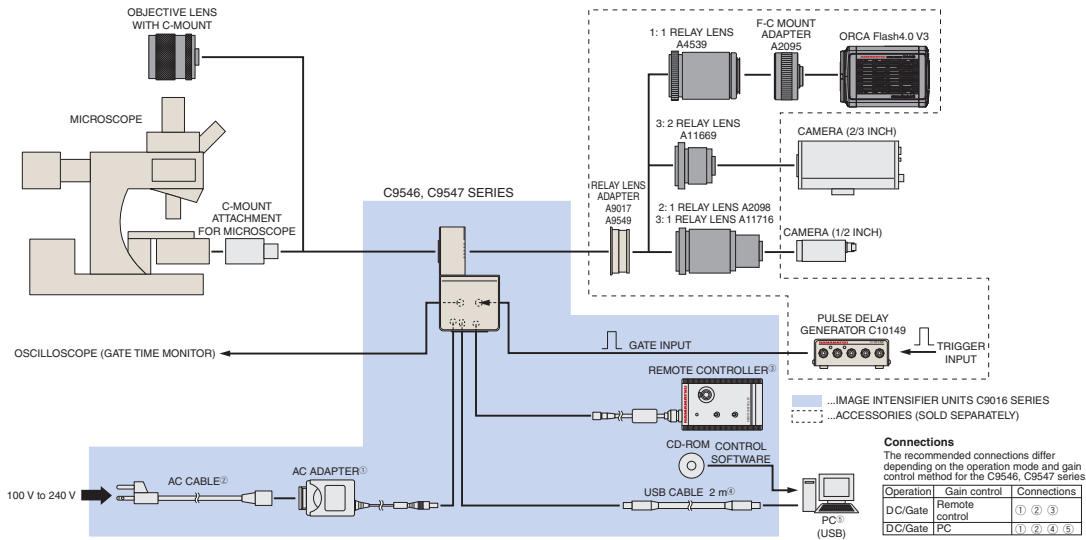 OBJECTIVE LENS
WITH C-MOUNT
MICROSCOPE
C-MOUNT
ATTACHMENT
FOR MICROSCOPE
C9546, C9547 SERIES
1: 1 RELAY LENS
A4539
F-C MOUNT
ADAPTER
A2095
ORCA Flash4.0 V3
3: 2 RELAY LENS
A11669
CAMERA (2/3 INCH)
RELAY LENS
ADAPTER
A9017
A9549
2: 1 RELAY LENS A2098
3: 1 RELAY LENS A11716
CAMERA (1/2 INCH)
PULSE DELAY
GENERATOR C10149
TRIGGER
INPUT
GATE INPUT
OSCILLOSCOPE (GATE TIME MONITOR)
REMOTE CONTROLLER③
...IMAGE INTENSIFIER UNITS C9016 SERIES
...ACCESSORIES (SOLD SEPARATELY)
CD-ROM
CONTROL
SOFTWARE
100 V to 240 V
AC CABLE②
AC ADAPTER①
USB CABLE 2 m④
PC⑤
(USB)
Connections
The recommended connections differ
depending on the operation mode and gain
control method for the C9546, C9547 series.
Operation Gain control Connections
DC/Gate Remote control ① ② ③
DC/Gate PC ① ② ④ ⑤